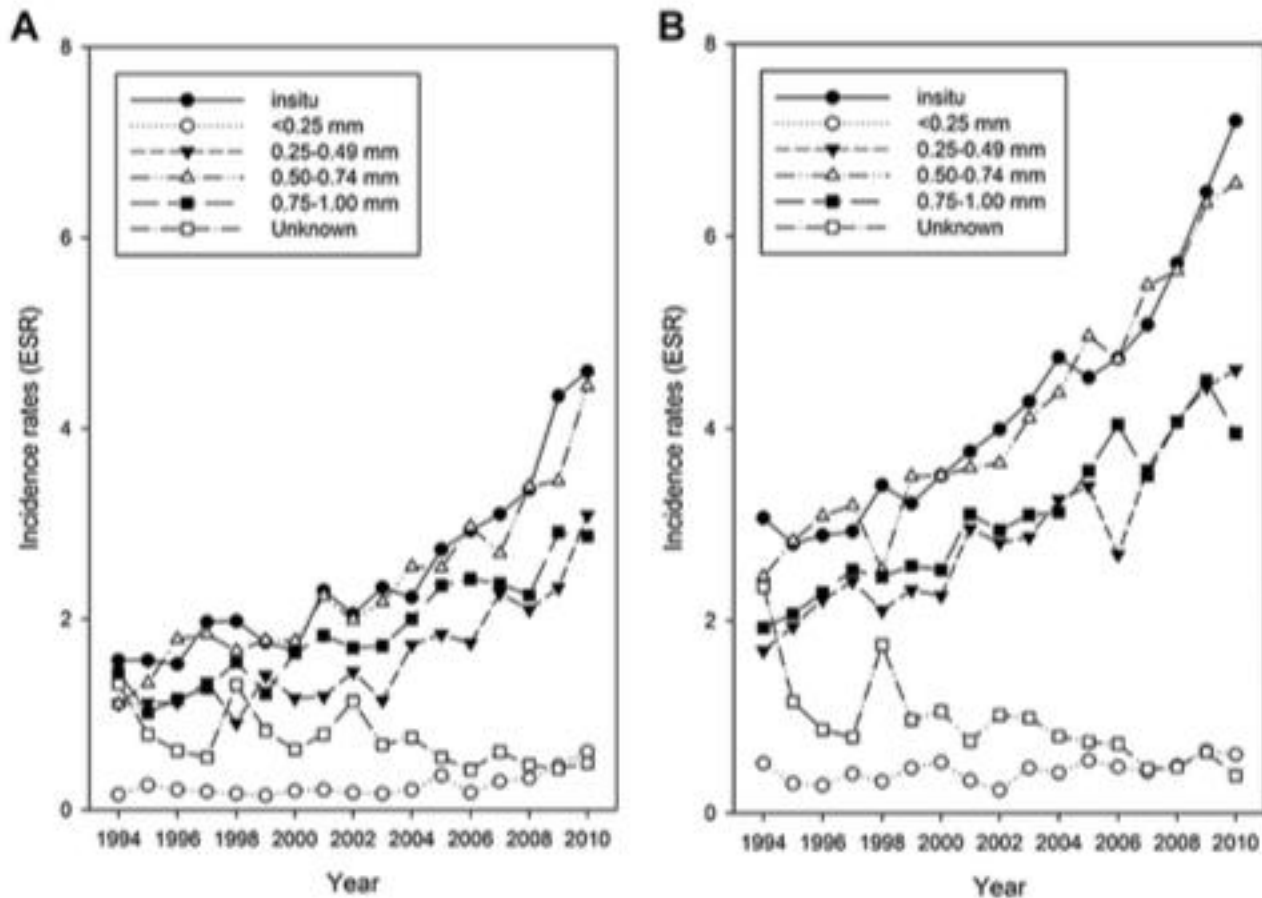 A
8
6
4
2
0
Incidence rates (ESR)
insitu
<0.25 mm
0.25-0.49 mm
0.50-0.74 mm
0.75-1.00 mm
Unknown
1994 1996 1998 2000 2002 2004 2006 2008 2010
Year
B
8
6
4
2
0
Incidence rates (ESR)
insitu
<0.25 mm
0.25-0.49 mm
0.50-0.74 mm
0.75-1.00 mm
Unknown
1994 1996 1998 2000 2002 2004 2006 2008 2010
Year